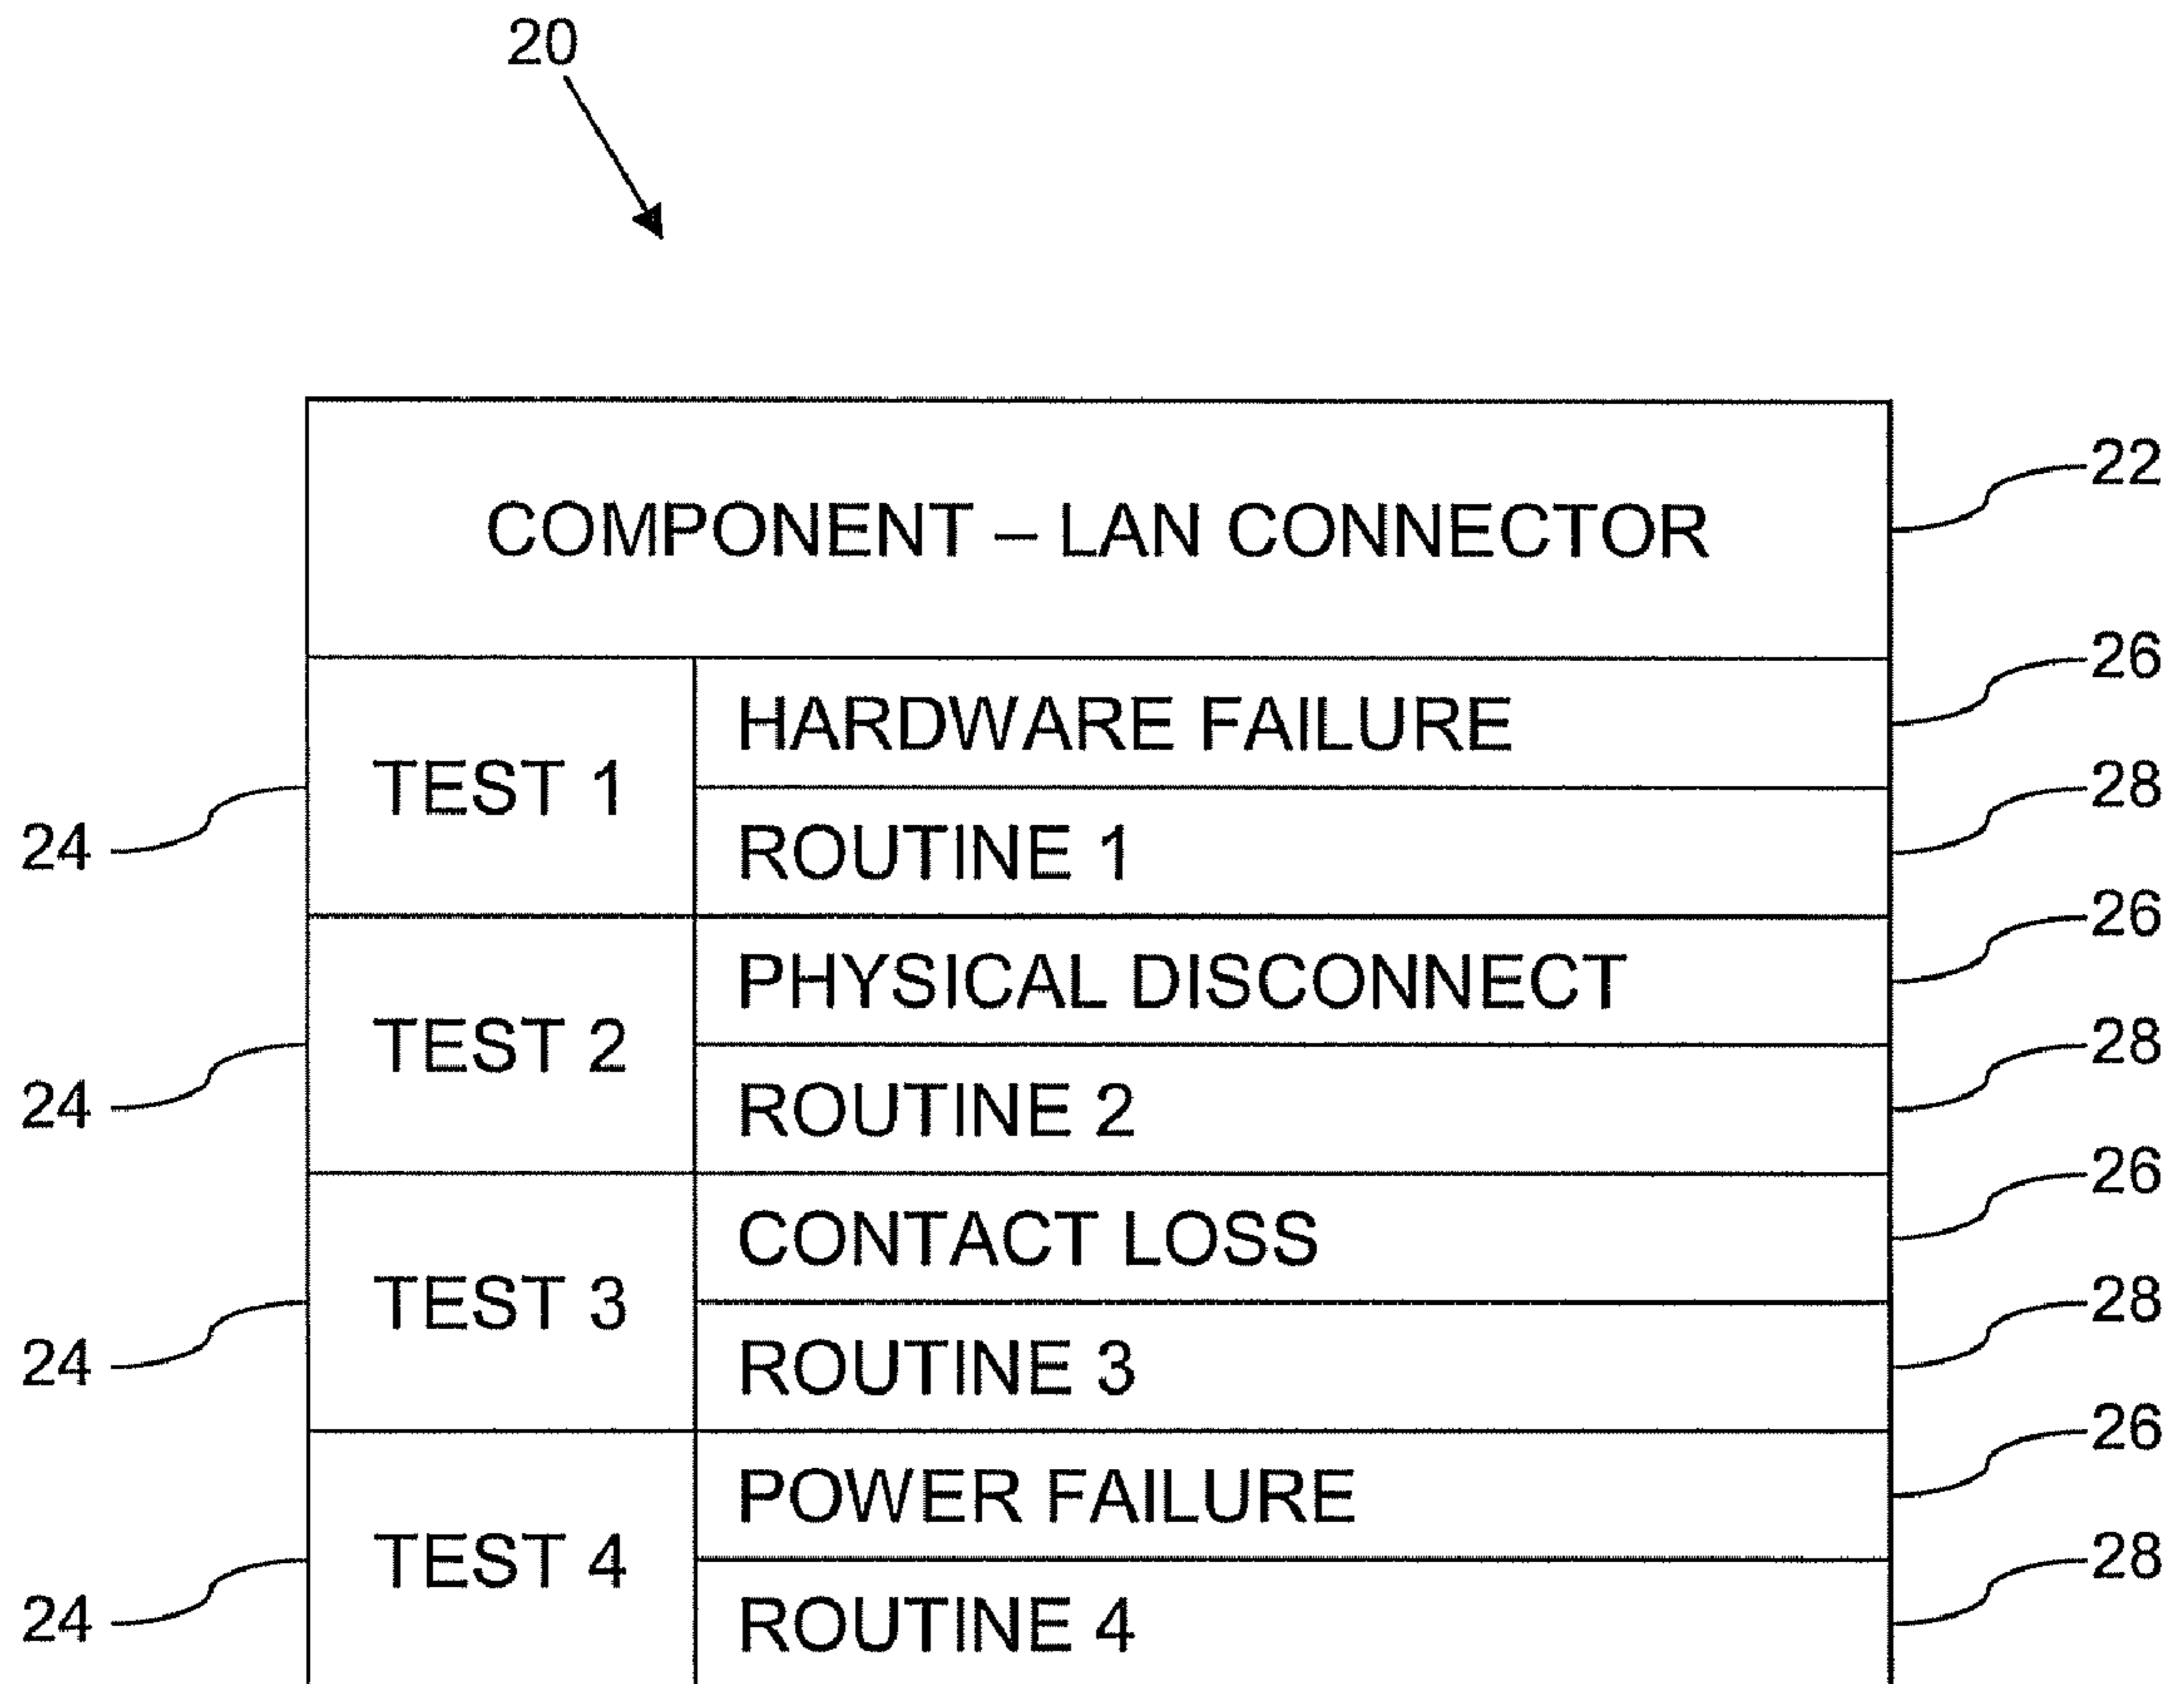 20
COMPONENT – LAN CONNECTOR
22
TEST 1
24
HARDWARE FAILURE
26
ROUTINE 1
28
TEST 2
24
PHYSICAL DISCONNECT
26
ROUTINE 2
28
TEST 3
24
CONTACT LOSS
26
ROUTINE 3
28
TEST 4
24
POWER FAILURE
26
ROUTINE 4
28